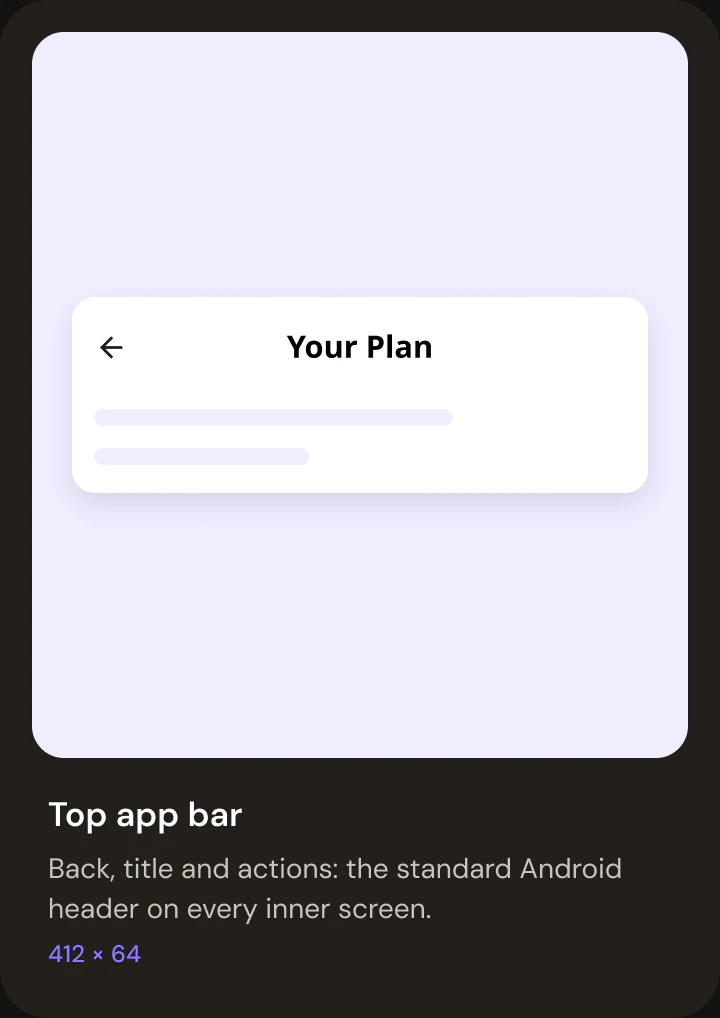 Your Plan
Top app bar
Back, title and actions: the standard Android
header on every inner screen.
412 × 64